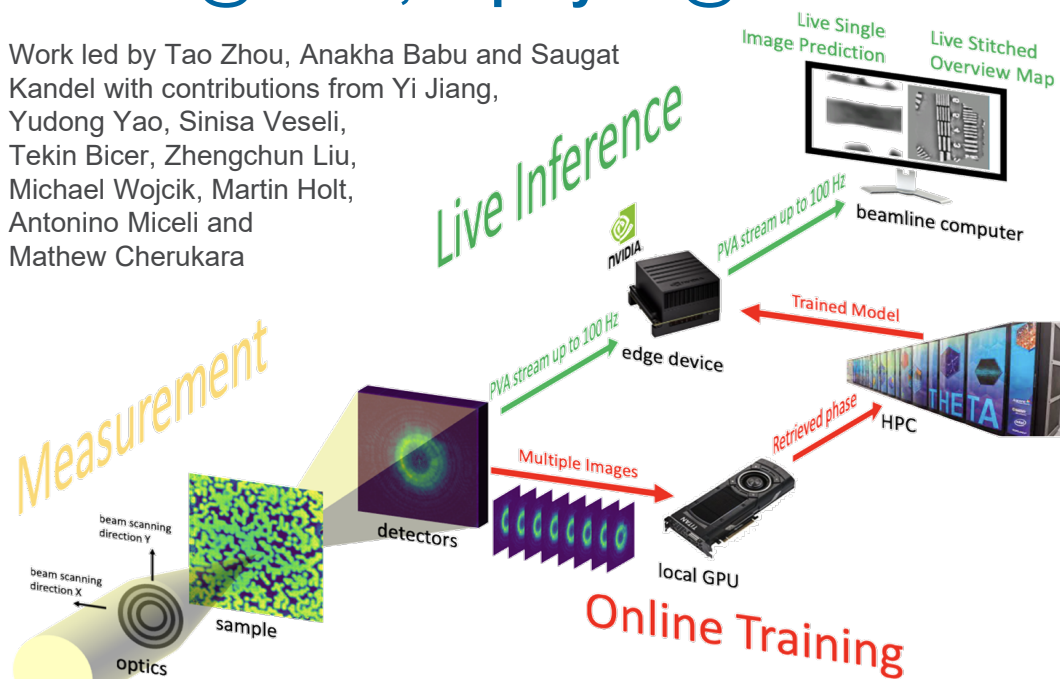 Work led by Tao Zhou, Anakha Babu and Saugat
Kandel with contributions from Yi Jiang,
Yudong Yao, Sinisa Veseli,
Tekin Bicer, Zhengchun Liu,
Michael Wojcik, Martin Holt,
Antonino Miceli and
Mathew Cherukara
Live Single
Image Prediction
Live Stitched
Overview Map
Live Inference
PVA stream up to 100 Hz
beamline computer
NVIDIA
Trained Model
edge device
PVA stream up to 100 Hz
Measurement
THETA
HPC
Retrieved phase
Multiple Images
TITAN
detectors
local GPU
beam scanning
direction Y
beam scanning
direction X
sample
optics
Online Training